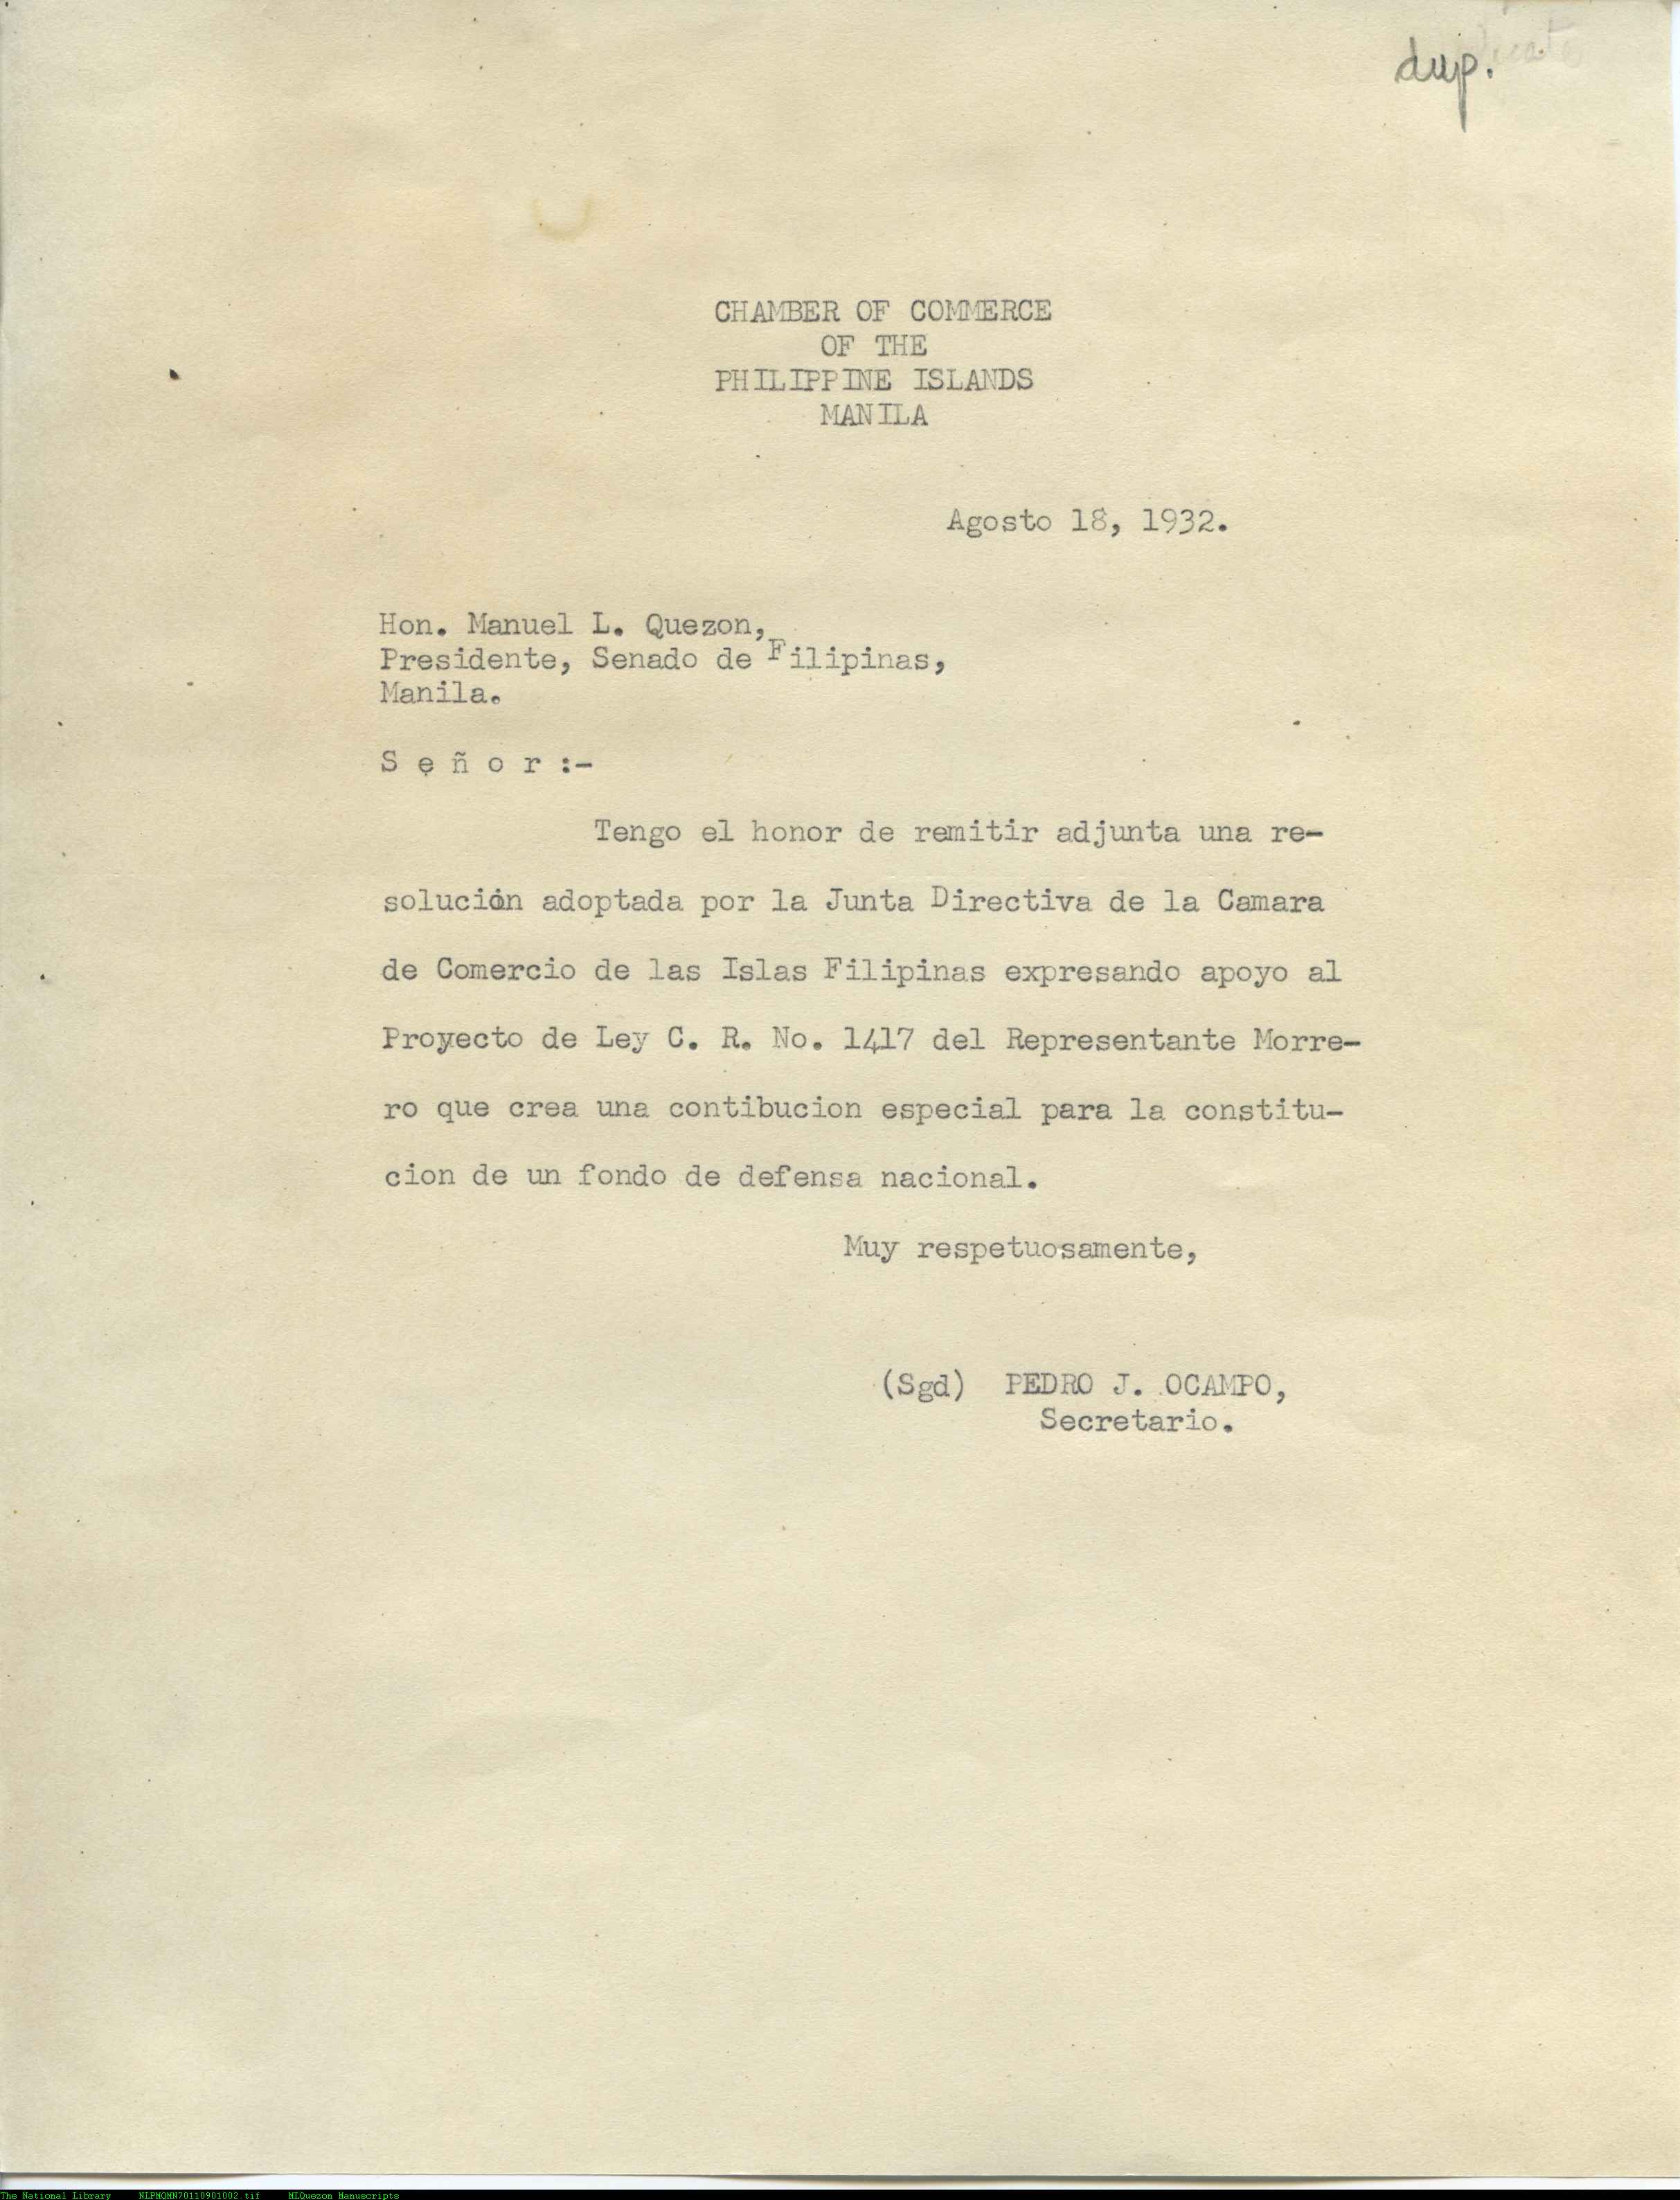 dup.
CHAMBER OF COMMERCE
OF THE
PHILIPPINE ISLANDS
MANILA
Agosto 18, 1932.
Hon. Manuel L. Quezon,
Presidente, Senado de Filipinas,
Manila.
S e ñ o r :-
Tengo el honor de remitir adjunta una re-
solución adoptada por la Junta Directiva de la Camara
de Comercio de las Islas Filipinas expresando apoyo al
Proyecto de Ley C. R. No. 1417 del Representante Morre-
ro que crea una contibucion especial para la constitu-
cion de un fondo de defensa nacional.
Muy respetuosamente,
(Sgd) PEDRO J. OCAMPO,
Secretario.
The National Library NLPMQMN70110901002.tif MLQuezon Manuscripts